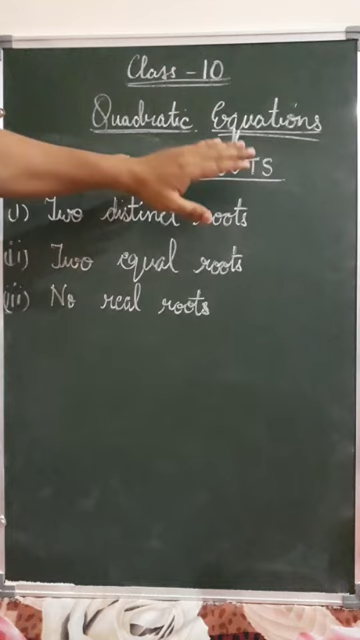 Class - 10
Quadratic Equations
i) Two distinct roots
ii) Two equal roots
iii) No real roots